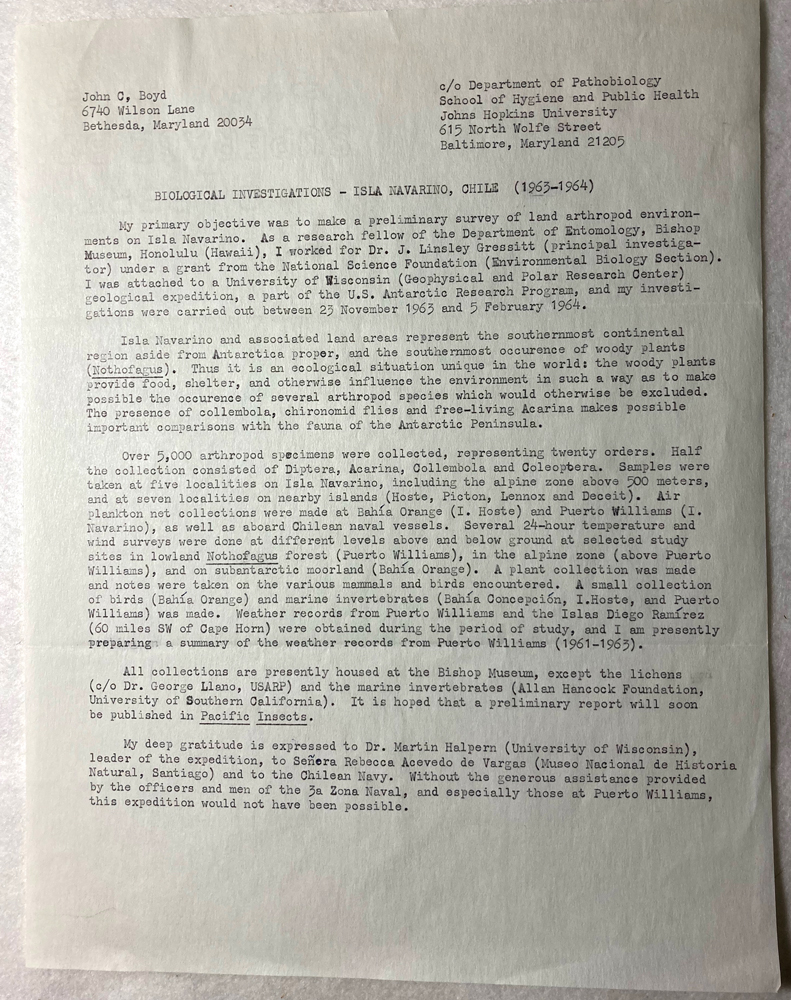 John C, Boyd
6740 Wilson Lane
Bethesda, Maryland 20034
c/o Department of Pathobiology
School of Hygiene and Public Health
Johns Hopkins University
615 North Wolfe Street
Baltimore, Maryland 21205
BIOLOGICAL INVESTIGATIONS - ISLA NAVARINO, CHILE (1963-1964)
My primary objective was to make a preliminary survey of land arthropod environ-
ments on Isla Navarino. As a research fellow of the Department of Entomology, Bishop
Museum, Honolulu (Hawaii), I worked for Dr. J. Linsley Gressitt (principal investiga-
tor) under a grant from the National Science Foundation (Environmental Biology Section).
I was attached to a University of Wisconsin (Geophysical and Polar Research Center)
geological expedition, a part of the U.S. Antarctic Research Program, and my investi-
gations were carried out between 23 November 1963 and 5 February 1964.
Isla Navarino and associated land areas represent the southernmost continental
region aside from Antarctica proper, and the southernmost occurence of woody plants
(Nothofagus). Thus it is an ecological situation unique in the world: the woody plants
provide food, shelter, and otherwise influence the environment in such a way as to make
possible the occurence of several arthropod species which would otherwise be excluded.
The presence of collembola, chironomid flies and free-living Acarina makes possible
important comparisons with the fauna of the Antarctic Peninsula.
Over 5,000 arthropod specimens were collected, representing twenty orders. Half
the collection consisted of Diptera, Acarina, Collembola and Coleoptera. Samples were
taken at five localities on Isla Navarino, including the alpine zone above 500 meters,
and at seven localities on nearby islands (Hoste, Picton, Lennox and Deceit). Air
plankton net collections were made at Bahía Orange (I. Hoste) and Puerto Williams (I.
Navarino), as well as aboard Chilean naval vessels. Several 24-hour temperature and
wind surveys were done at different levels above and below ground at selected study
sites in lowland Nothofagus forest (Puerto Williams), in the alpine zone (above Puerto
Williams), and on subantarctic moorland (Bahía Orange). A plant collection was made
and notes were taken on the various mammals and birds encountered. A small collection
of birds (Bahía Orange) and marine invertebrates (Bahía Concepción, I.Hoste, and Puerto
Williams) was made. Weather records from Puerto Williams and the Islas Diego Ramírez
(60 miles SW of Cape Horn) were obtained during the period of study, and I am presently
preparing a summary of the weather records from Puerto Williams (1961-1963).
All collections are presently housed at the Bishop Museum, except the lichens
(c/o Dr. George Llano, USARP) and the marine invertebrates (Allan Hancock Foundation,
University of Southern California). It is hoped that a preliminary report will soon
be published in Pacific Insects.
My deep gratitude is expressed to Dr. Martin Halpern (University of Wisconsin),
leader of the expedition, to Señera Rebecca Acevedo de Vargas (Museo Nacional de Historia
Natural, Santiago) and to the Chilean Navy. Without the generous assistance provided
by the officers and men of the 3a Zona Naval, and especially those at Puerto Williams,
this expedition would not have been possible.